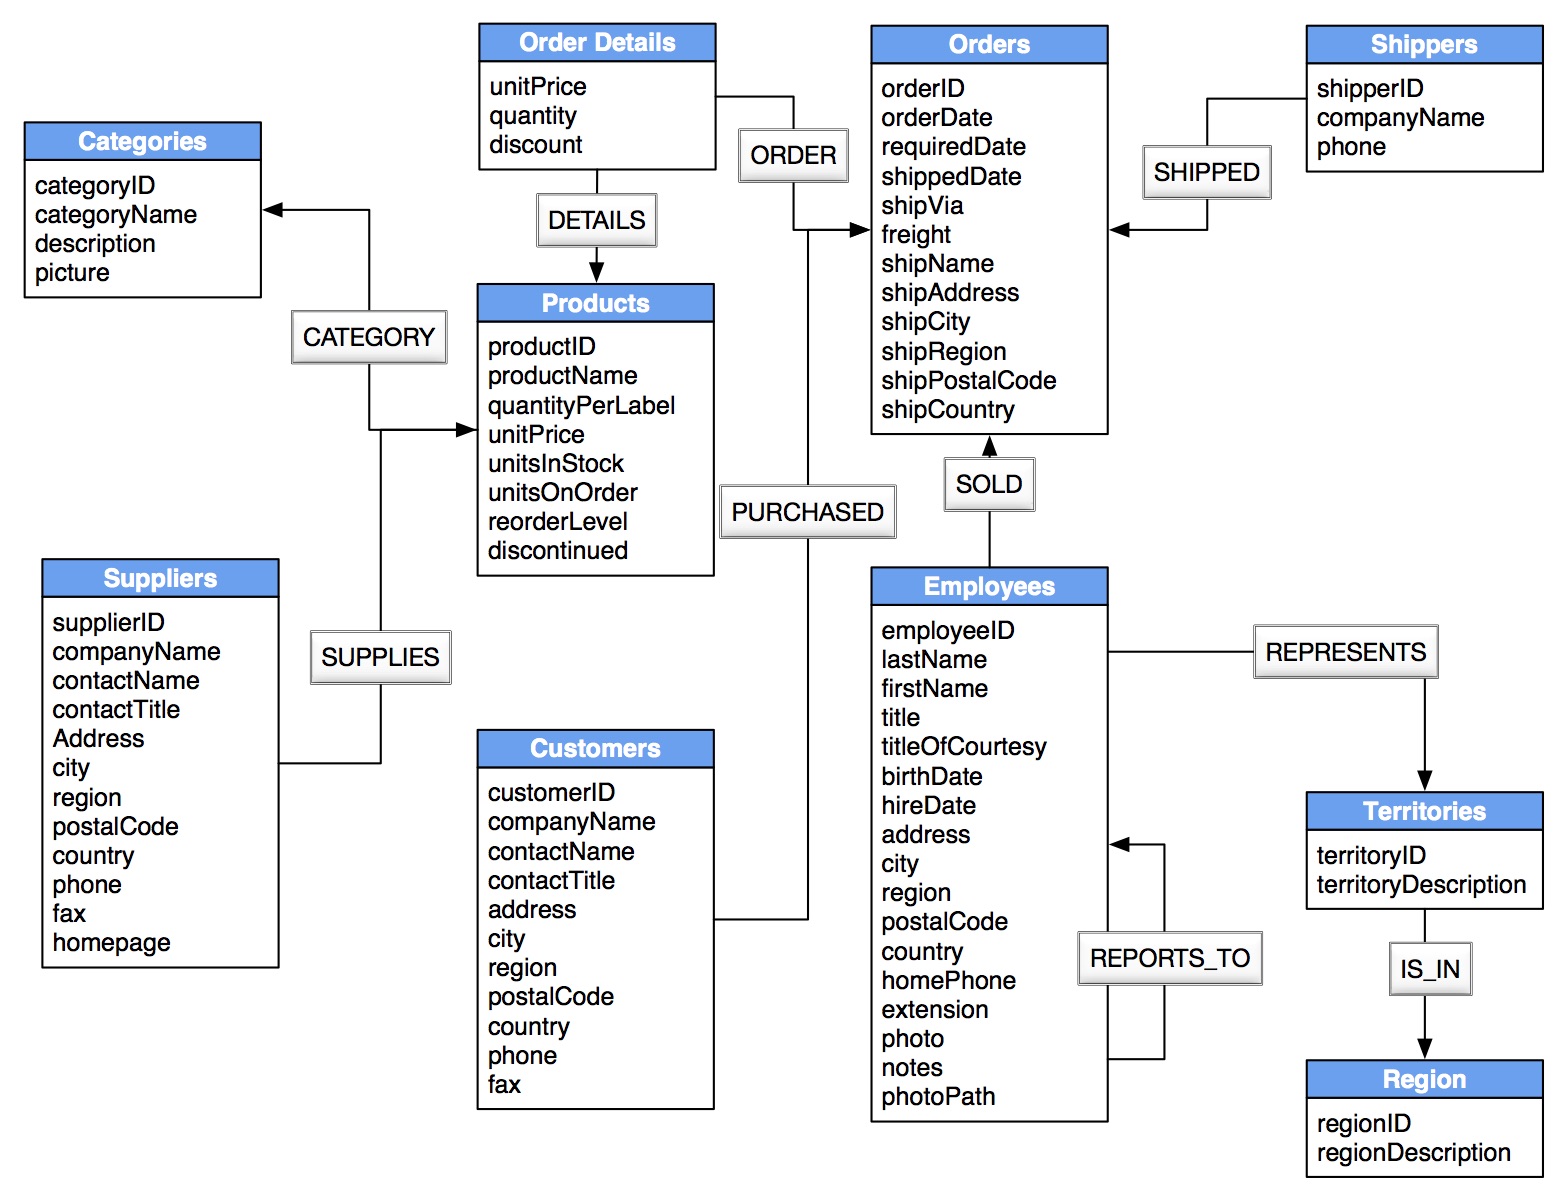 Order Details
unitPrice
quantity
discount
Orders
orderID
orderDate
requiredDate
shippedDate
shipVia
freight
shipName
shipAddress
shipCity
shipRegion
shipPostalCode
shipCountry
Shippers
shipperID
companyName
phone
Categories
categoryID
categoryName
description
picture
ORDER
SHIPPED
DETAILS
CATEGORY
Products
productID
productName
quantityPerLabel
unitPrice
unitsInStock
unitsOnOrder
reorderLevel
discontinued
PURCHASED
SOLD
Suppliers
supplierID
companyName
contactName
contactTitle
Address
city
region
postalCode
country
phone
fax
homepage
SUPPLIES
Customers
customerID
companyName
contactName
contactTitle
address
city
region
postalCode
country
phone
fax
Employees
employeeID
lastName
firstName
title
titleOfCourtesy
birthDate
hireDate
address
city
region
postalCode
country
homePhone
extension
photo
notes
photoPath
REPRESENTS
REPORTS_TO
Territories
territoryID
territoryDescription
IS_IN
Region
regionID
regionDescription